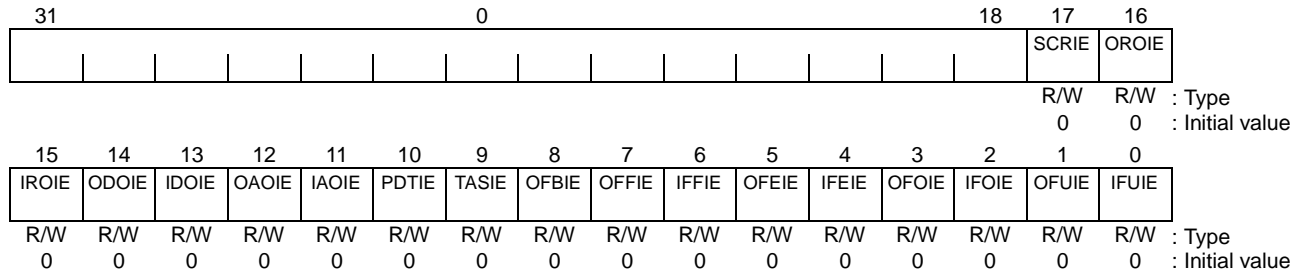 31 0 18 17 16
SCRIE OROIE
R/W R/W : Type
0 0 : Initial value
15 14 13 12 11 10 9 8 7 6 5 4 3 2 1 0
IROIE ODOIE IDOIE OAOIE IAOIE PDTIE TASIE OFBIE OFFIE IFFIE OFEIE IFEIE OFOIE IFOIE OFUIE IFUIE
R/W R/W R/W R/W R/W R/W R/W R/W R/W R/W R/W R/W R/W R/W R/W R/W : Type
0 0 0 0 0 0 0 0 0 0 0 0 0 0 0 0 : Initial value